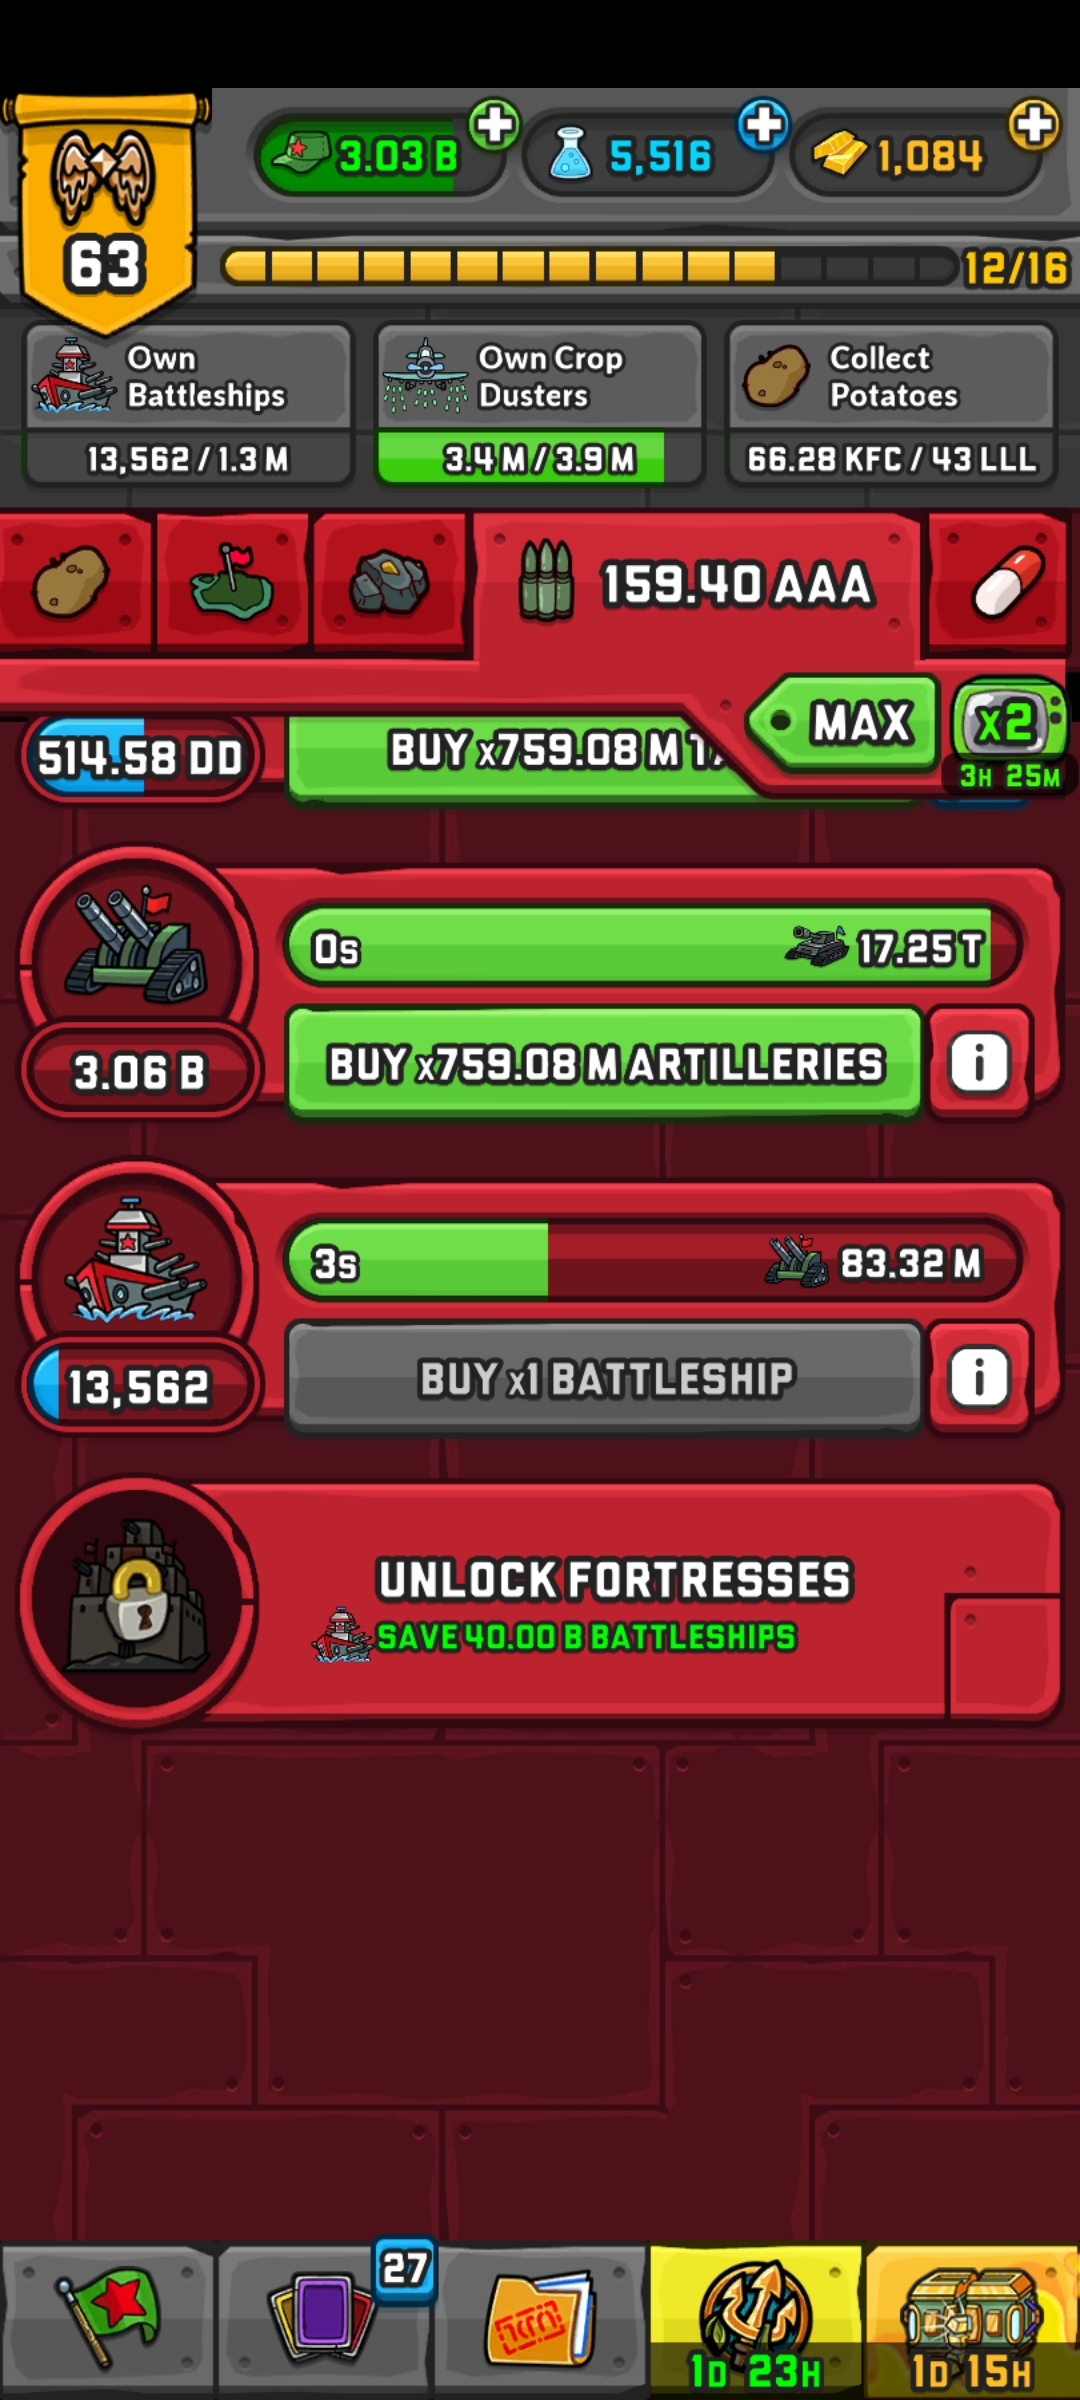 3.03 B
5,516
1,084
63
12/16
Own
Battleships
13,562 / 1.3 M
Own Crop
Dusters
3.4 M / 3.9 M
Collect
Potatoes
66.28 KFC / 43 LLL
159.40 AAA
MAX
x2
3H 25M
514.58 DD
BUY x759.08 M
0s
17.25 T
3.06 B
BUY x759.08 M ARTILLERIES
i
3s
83.32 M
13,562
BUY x1 BATTLESHIP
i
UNLOCK FORTRESSES
SAVE 40.00 B BATTLESHIPS
27
1D 23H
1D 15H